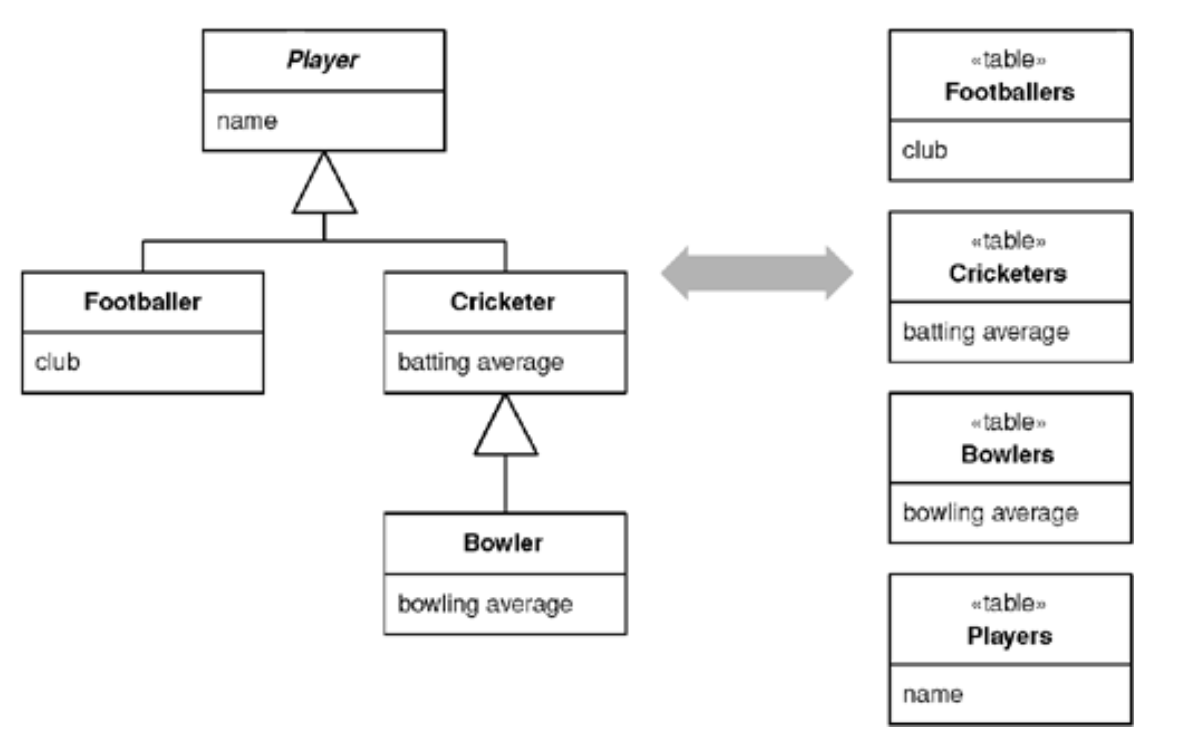 Player
name
Footballer
club
Cricketer
batting average
Bowler
bowling average
«table»
Footballers
club
«table»
Cricketers
batting average
«table»
Bowlers
bowling average
«table»
Players
name